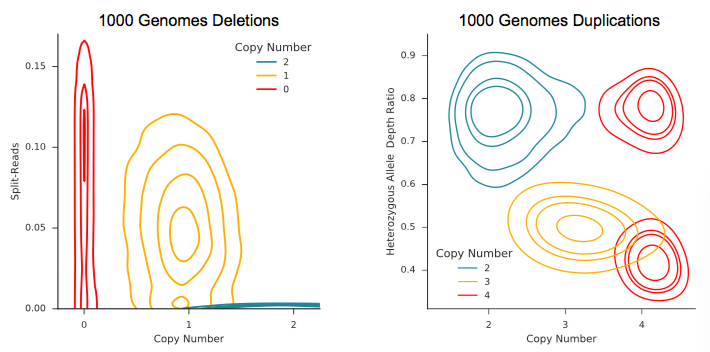 1000 Genomes Deletions
Copy Number
2
1
0
Split-Reads
0.15
0.10
0.05
0.00
0
1
2
Copy Number
1000 Genomes Duplications
Heterozygous Allele Depth Ratio
0.9
0.8
0.7
0.6
0.5
0.4
Copy Number
2
3
4
2
3
4
Copy Number